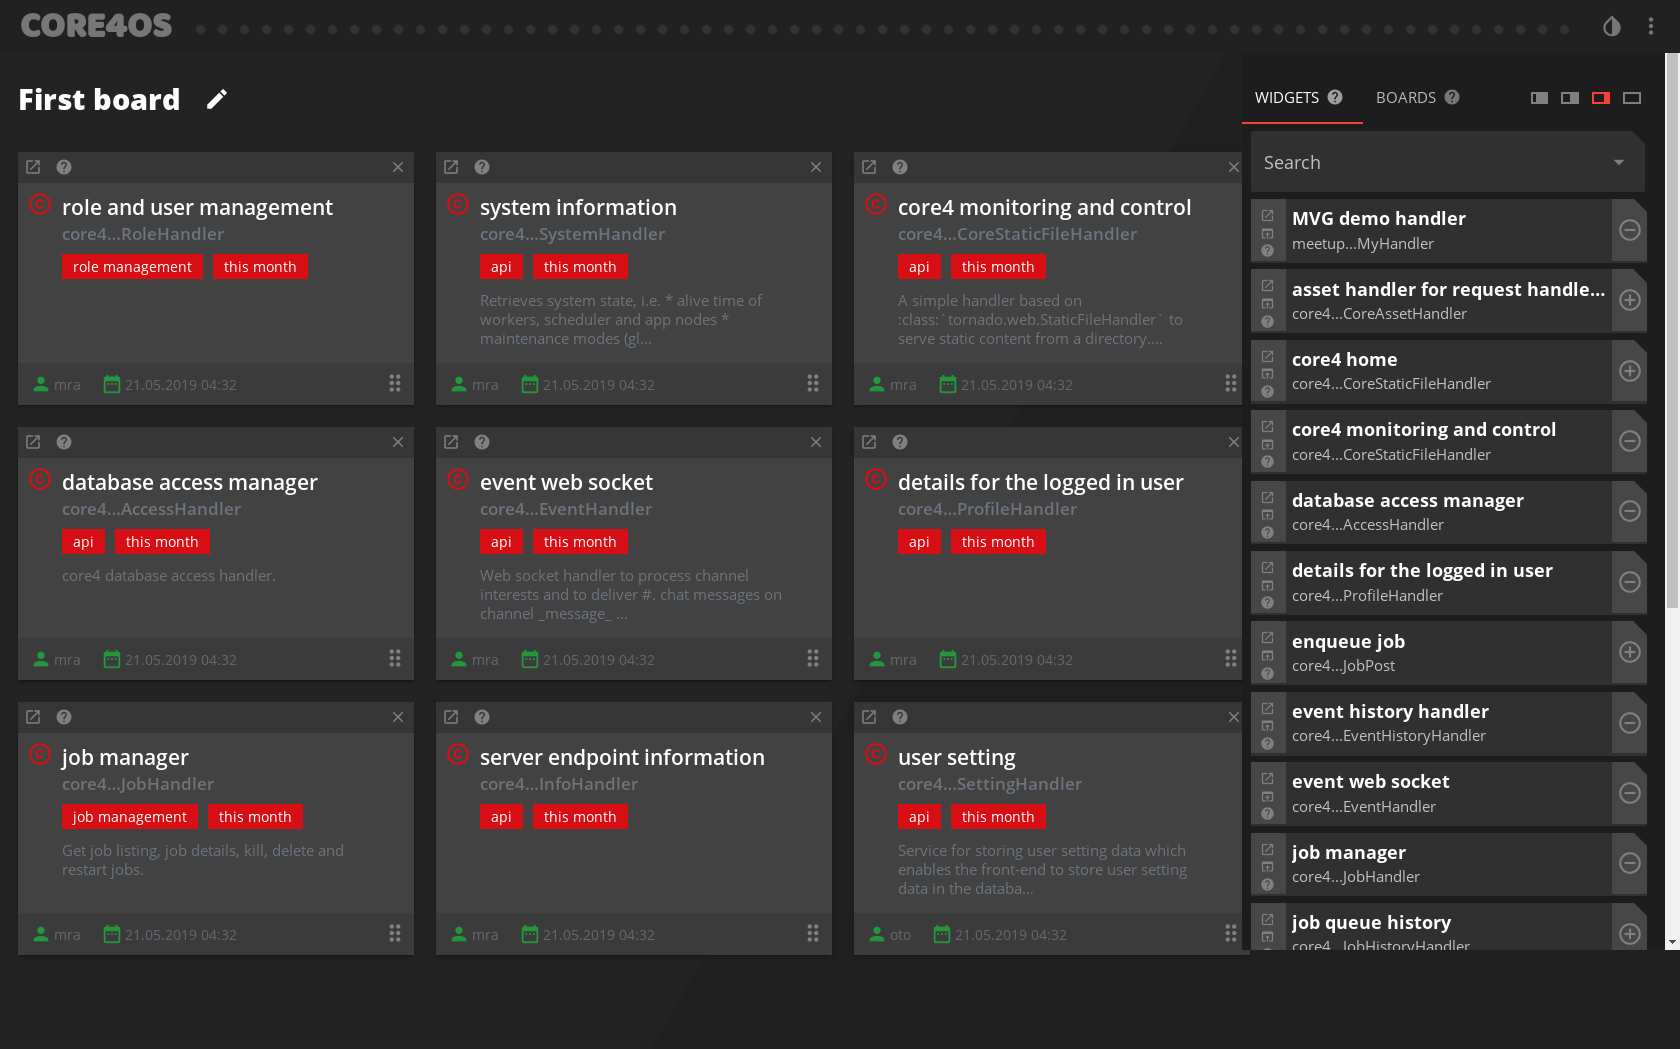 CORE4OS
First board
role and user management
core4...RoleHandler
role management this month
mra 21.05.2019 04:32
system information
core4...SystemHandler
api this month
Retrieves system state, i.e. * alive time of
workers, scheduler and app nodes *
maintenance modes (gl...
mra 21.05.2019 04:32
core4 monitoring and control
core4...CoreStaticFileHandler
api this month
A simple handler based on
:class:`tornado.web.StaticFileHandler` to
serve static content from a directory....
mra 21.05.2019 04:32
database access manager
core4...AccessHandler
api this month
core4 database access handler.
mra 21.05.2019 04:32
event web socket
core4...EventHandler
api this month
Web socket handler to process channel
interests and to deliver #. chat messages on
channel _message_ ...
mra 21.05.2019 04:32
details for the logged in user
core4...ProfileHandler
api this month
mra 21.05.2019 04:32
job manager
core4...JobHandler
job management this month
Get job listing, job details, kill, delete and
restart jobs.
mra 21.05.2019 04:32
server endpoint information
core4...InfoHandler
api this month
mra 21.05.2019 04:32
user setting
core4...SettingHandler
api this month
Service for storing user setting data which
enables the front-end to store user setting
data in the databa...
oto 21.05.2019 04:32
WIDGETS BOARDS
Search
MVG demo handler
meetup...MyHandler
asset handler for request handle...
core4...CoreAssetHandler
core4 home
core4...CoreStaticFileHandler
core4 monitoring and control
core4...CoreStaticFileHandler
database access manager
core4...AccessHandler
details for the logged in user
core4...ProfileHandler
enqueue job
core4...JobPost
event history handler
core4...EventHistoryHandler
event web socket
core4...EventHandler
job manager
core4...JobHandler
job queue history
core4...JobHistoryHandler